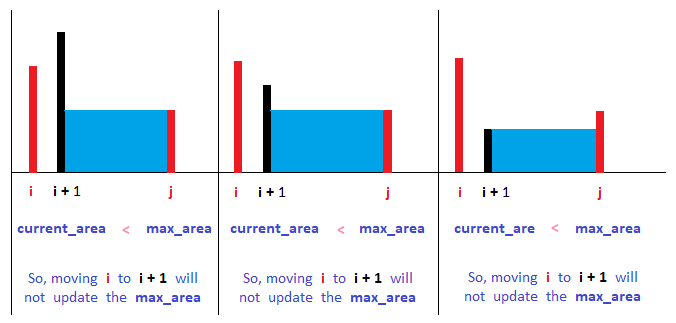 i i + 1 j
current_area < max_area
So, moving i to i + 1 will
not update the max_area
i i + 1 j
current_area < max_area
So, moving i to i + 1 will
not update the max_area
i i + 1 j
current_are < max_area
So, moving i to i + 1 will
not update the max_area